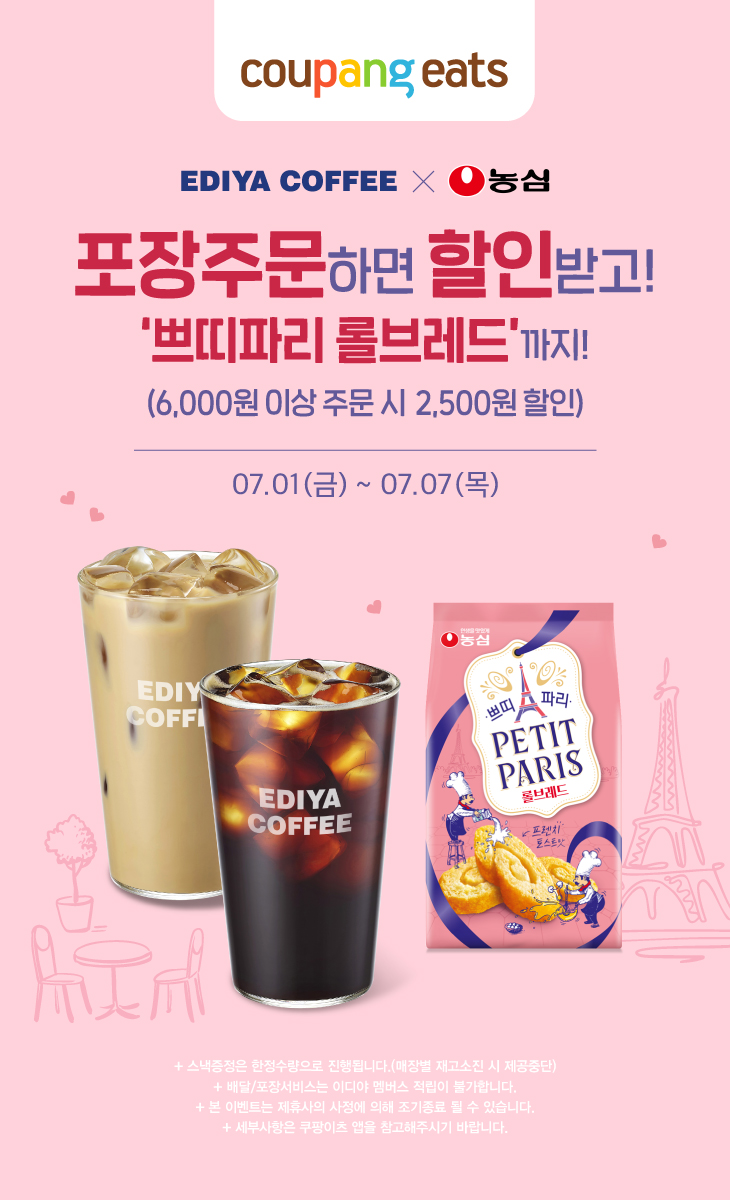 coupang eats
EDIYA COFFEE × 농심
포장주문하면 할인받고!
'쁘띠파리 롤브레드'까지!
(6,000원 이상 주문 시 2,500원 할인)
07.01(금) ~ 07.07(목)
EDIY
COFF
EDIYA
COFFEE
농심
쁘띠 파리
PETIT
PARIS
롤브레드
프렌치
토스트맛
+ 스낵증정은 한정수량으로 진행됩니다.(매장별 재고소진 시 제공중단)
+ 배달/포장서비스는 이디야 멤버스 적립이 불가합니다.
+ 본 이벤트는 제휴사의 사정에 의해 조기종료 될 수 있습니다.
+ 세부사항은 쿠팡이츠 앱을 참고해주시기 바랍니다.